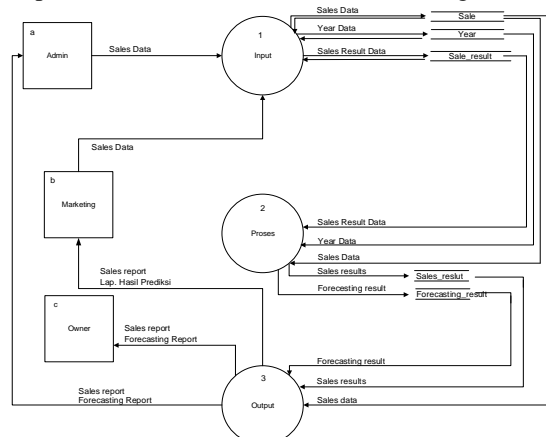 Sales Data
Sale
a
1
Year Data
Year
Sales Data
Admin
Input
Sales Result Data
Sale_result
Sales Data
b
Marketing
2
Proses
Sales Result Data
Year Data
Sales Data
Sales results
Sales_reslut
Forecesting result
Forecasting_result
Sales report
Lap. Hasil Prediksi
c
Owner
Sales report
Forecasting Report
Forecasting result
3
Sales results
Sales report
Forecasting Report
Output
Sales data